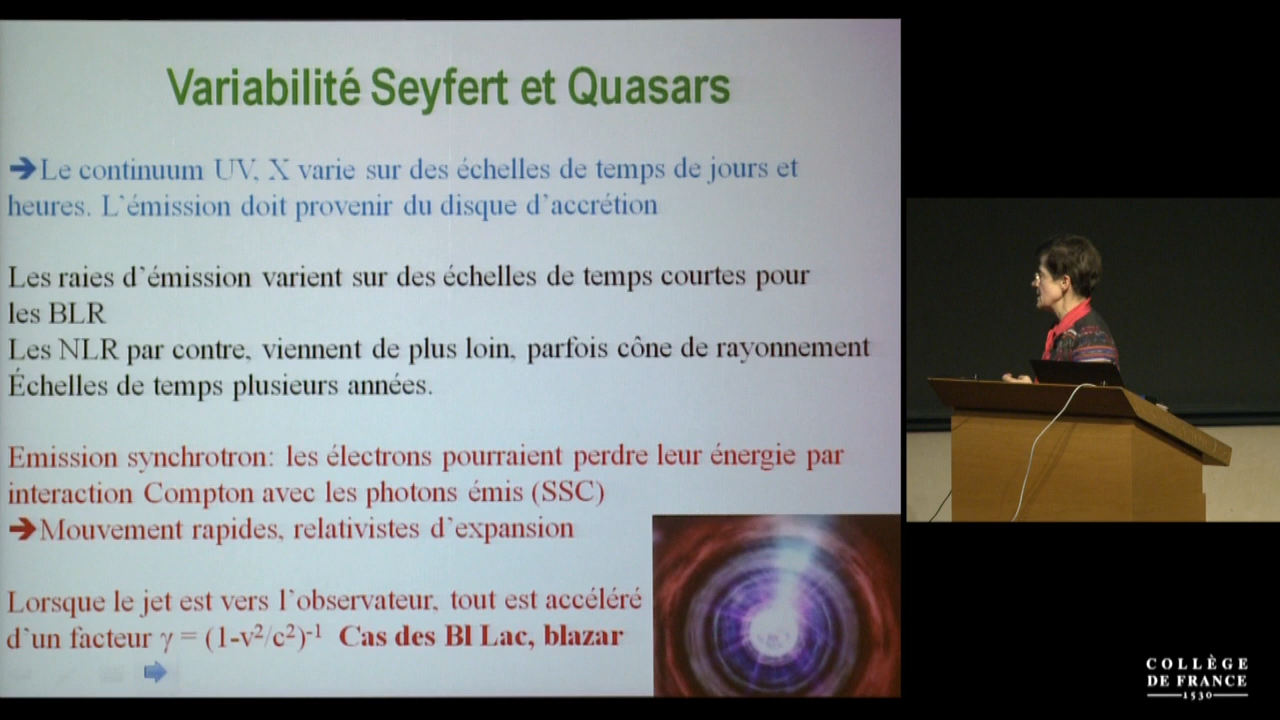 Variabilité Seyfert et Quasars
➔Le continuum UV, X varie sur des échelles de temps de jours et
heures. L'émission doit provenir du disque d'accrétion
Les raies d'émission varient sur des échelles de temps courtes pour
les BLR
Les NLR par contre, viennent de plus loin, parfois cône de rayonnement
Échelles de temps plusieurs années.
Emission synchrotron: les électrons pourraient perdre leur énergie par
interaction Compton avec les photons émis (SSC)
➔Mouvement rapides, relativistes d'expansion
Lorsque le jet est vers l'observateur, tout est accéléré
d'un facteur γ = (1-v²/c²)⁻¹ Cas des Bl Lac, blazar
COLLÈGE
DE FRANCE
1530